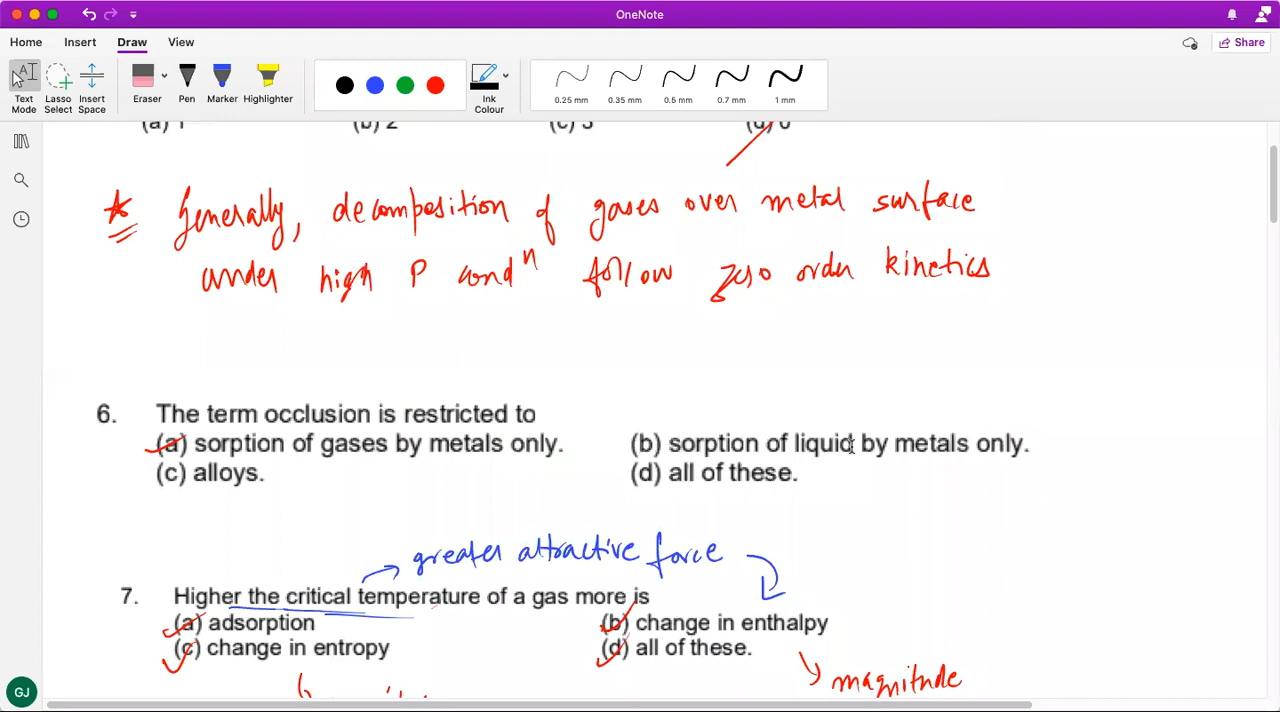 OneNote
Home Insert Draw View
Share
Text Mode
Lasso Select
Insert Space
Eraser
Pen
Marker
Highlighter
Ink Colour
0.25 mm 0.35 mm 0.5 mm 0.7 mm 1 mm
(a) 1 (b) 2 (c) 3 (d) 0
Generally, decomposition of gases over metal surface
under high P condn follow zero order kinetics
6. The term occlusion is restricted to
(a) sorption of gases by metals only. (b) sorption of liquid by metals only.
(c) alloys. (d) all of these.
greater attractive force
7. Higher the critical temperature of a gas more is
(a) adsorption (b) change in enthalpy
(c) change in entropy (d) all of these.
magnitude
GJ